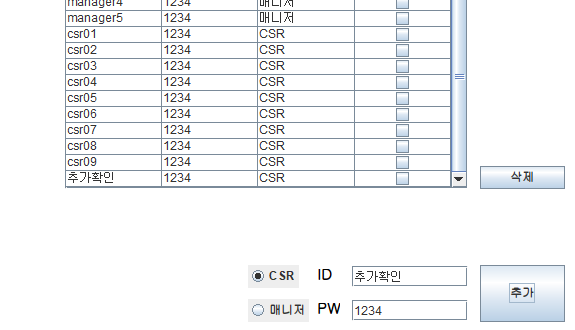 manager4 1234 매니저
manager5 1234 매니저
csr01 1234 CSR
csr02 1234 CSR
csr03 1234 CSR
csr04 1234 CSR
csr05 1234 CSR
csr06 1234 CSR
csr07 1234 CSR
csr08 1234 CSR
csr09 1234 CSR
추가확인 1234 CSR
삭제
CSR ID 추가확인
추가
매니저 PW 1234